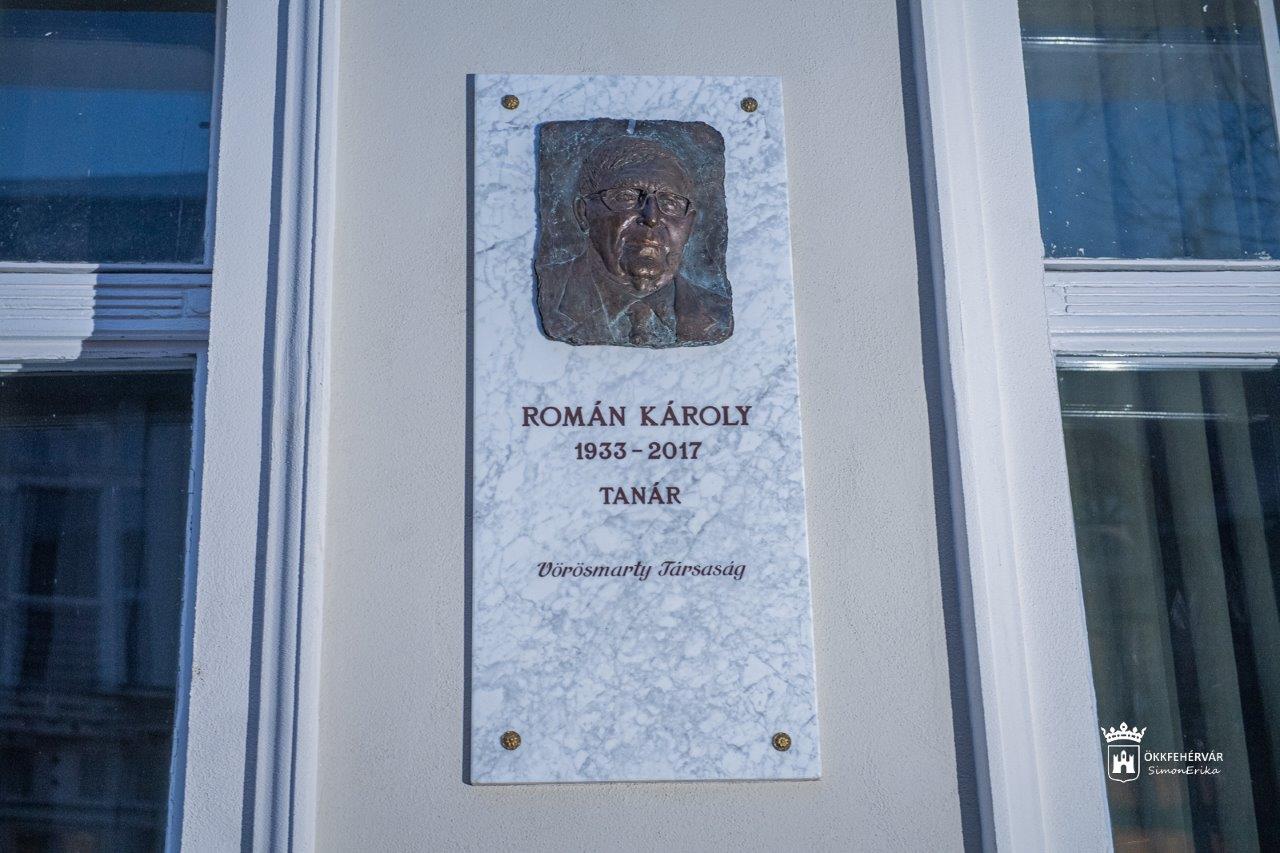 ROMÁN KÁROLY
1933-2017
TANÁR
Vörösmarty Társaság
ÖKKFEHÉRVÁR
SimonErika